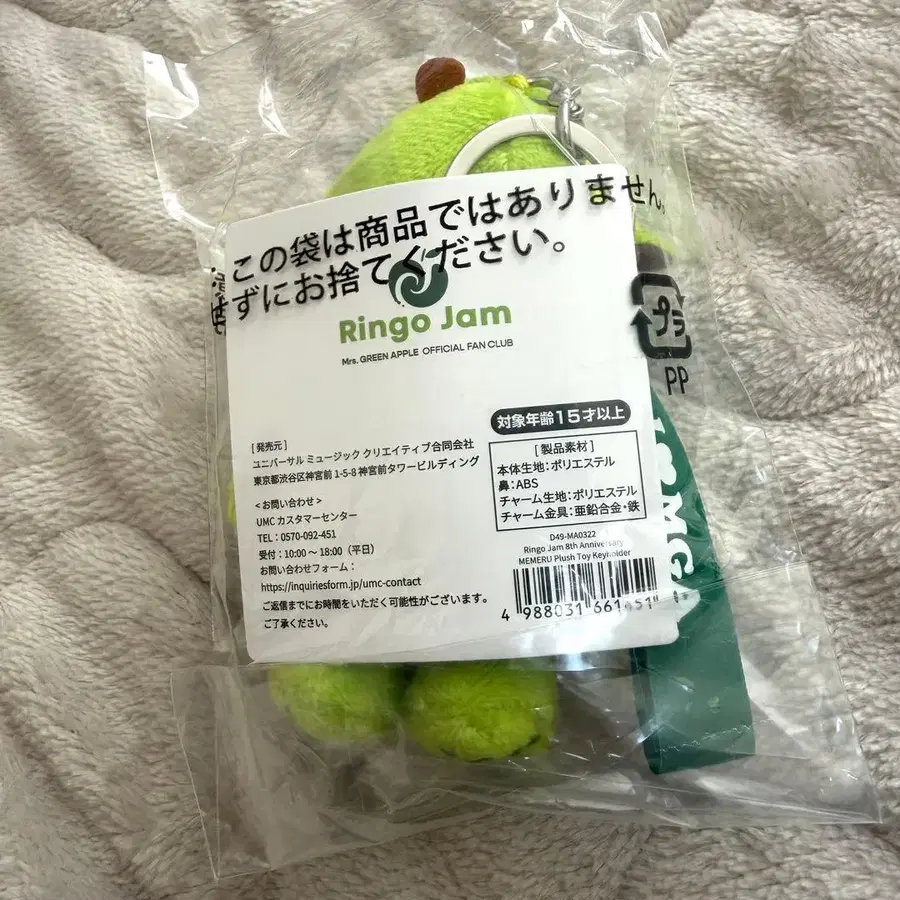 この袋は商品ではありません。
必ずにお捨てください。
Ringo Jam
Mrs. GREEN APPLE OFFICIAL FAN CLUB
プラ
PP
対象年齢15才以上
[発売元]
ユニバーサル ミュージック クリエイティブ合同会社
東京都渋谷区神宮前 1-5-8 神宮前タワービルディング
<お問い合わせ>
UMC カスタマーセンター
TEL：0570-092-451
受付：10:00 ～ 18:00（平日）
お問い合わせフォーム：
https://inquiriesform.jp/umc-contact
ご返信までにお時間をいただく可能性がございます。
ご了承ください。
[製品素材]
本体生地：ポリエステル
鼻：ABS
チャーム生地：ポリエステル
チャーム金具：亜鉛合金・鉄
D49-MA0322
Ringo Jam 8th Anniversary
MEMERU Plush Toy Keyholder
4 988031 661451
MGA